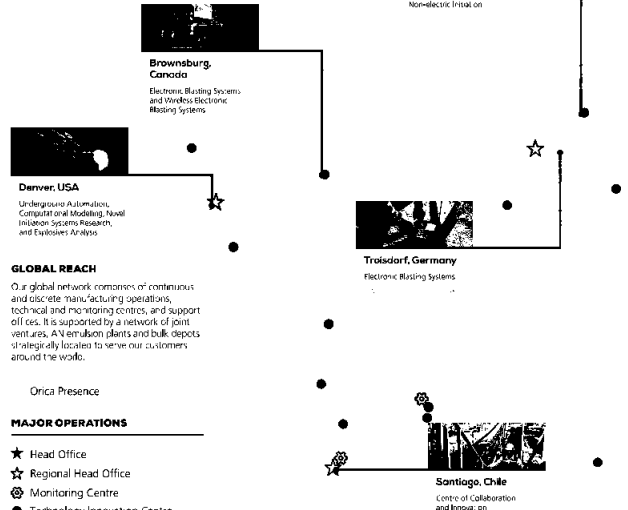 Non-electric Initiation
Brownsburg,
Canada
Electronic Blasting Systems
and Wireless Electronic
Blasting Systems
Denver, USA
Underground Automation,
Computational Modeling, Novel
Initiation Systems Research,
and Explosives Analysis
Troisdorf, Germany
Electronic Blasting Systems
GLOBAL REACH
Our global network comprises of continuous
and discrete manufacturing operations,
technical and monitoring centres, and support
offices. It is supported by a network of joint
ventures, AN emulsion plants and bulk depots
strategically located to serve our customers
around the world.
Orica Presence
MAJOR OPERATIONS
Head Office
Regional Head Office
Monitoring Centre
Technology Innovation Centre
Santiago, Chile
Centre of Collaboration
and Innovation